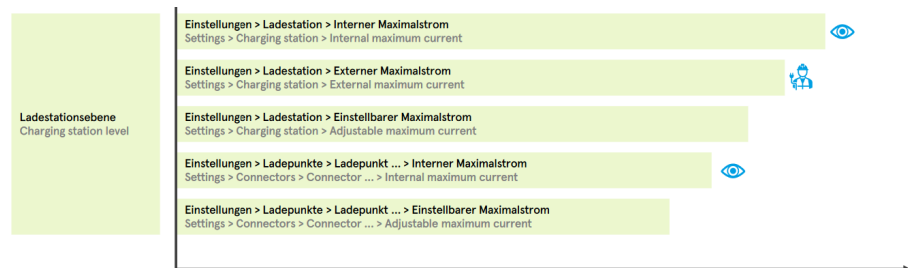 Ladestationsebene
Charging station level
Einstellungen > Ladestation > Interner Maximalstrom
Settings > Charging station > Internal maximum current
Einstellungen > Ladestation > Externer Maximalstrom
Settings > Charging station > External maximum current
Einstellungen > Ladestation > Einstellbarer Maximalstrom
Settings > Charging station > Adjustable maximum current
Einstellungen > Ladepunkte > Ladepunkt ... > Interner Maximalstrom
Settings > Connectors > Connector ... > Internal maximum current
Einstellungen > Ladepunkte > Ladepunkt ... > Einstellbarer Maximalstrom
Settings > Connectors > Connector ... > Adjustable maximum current